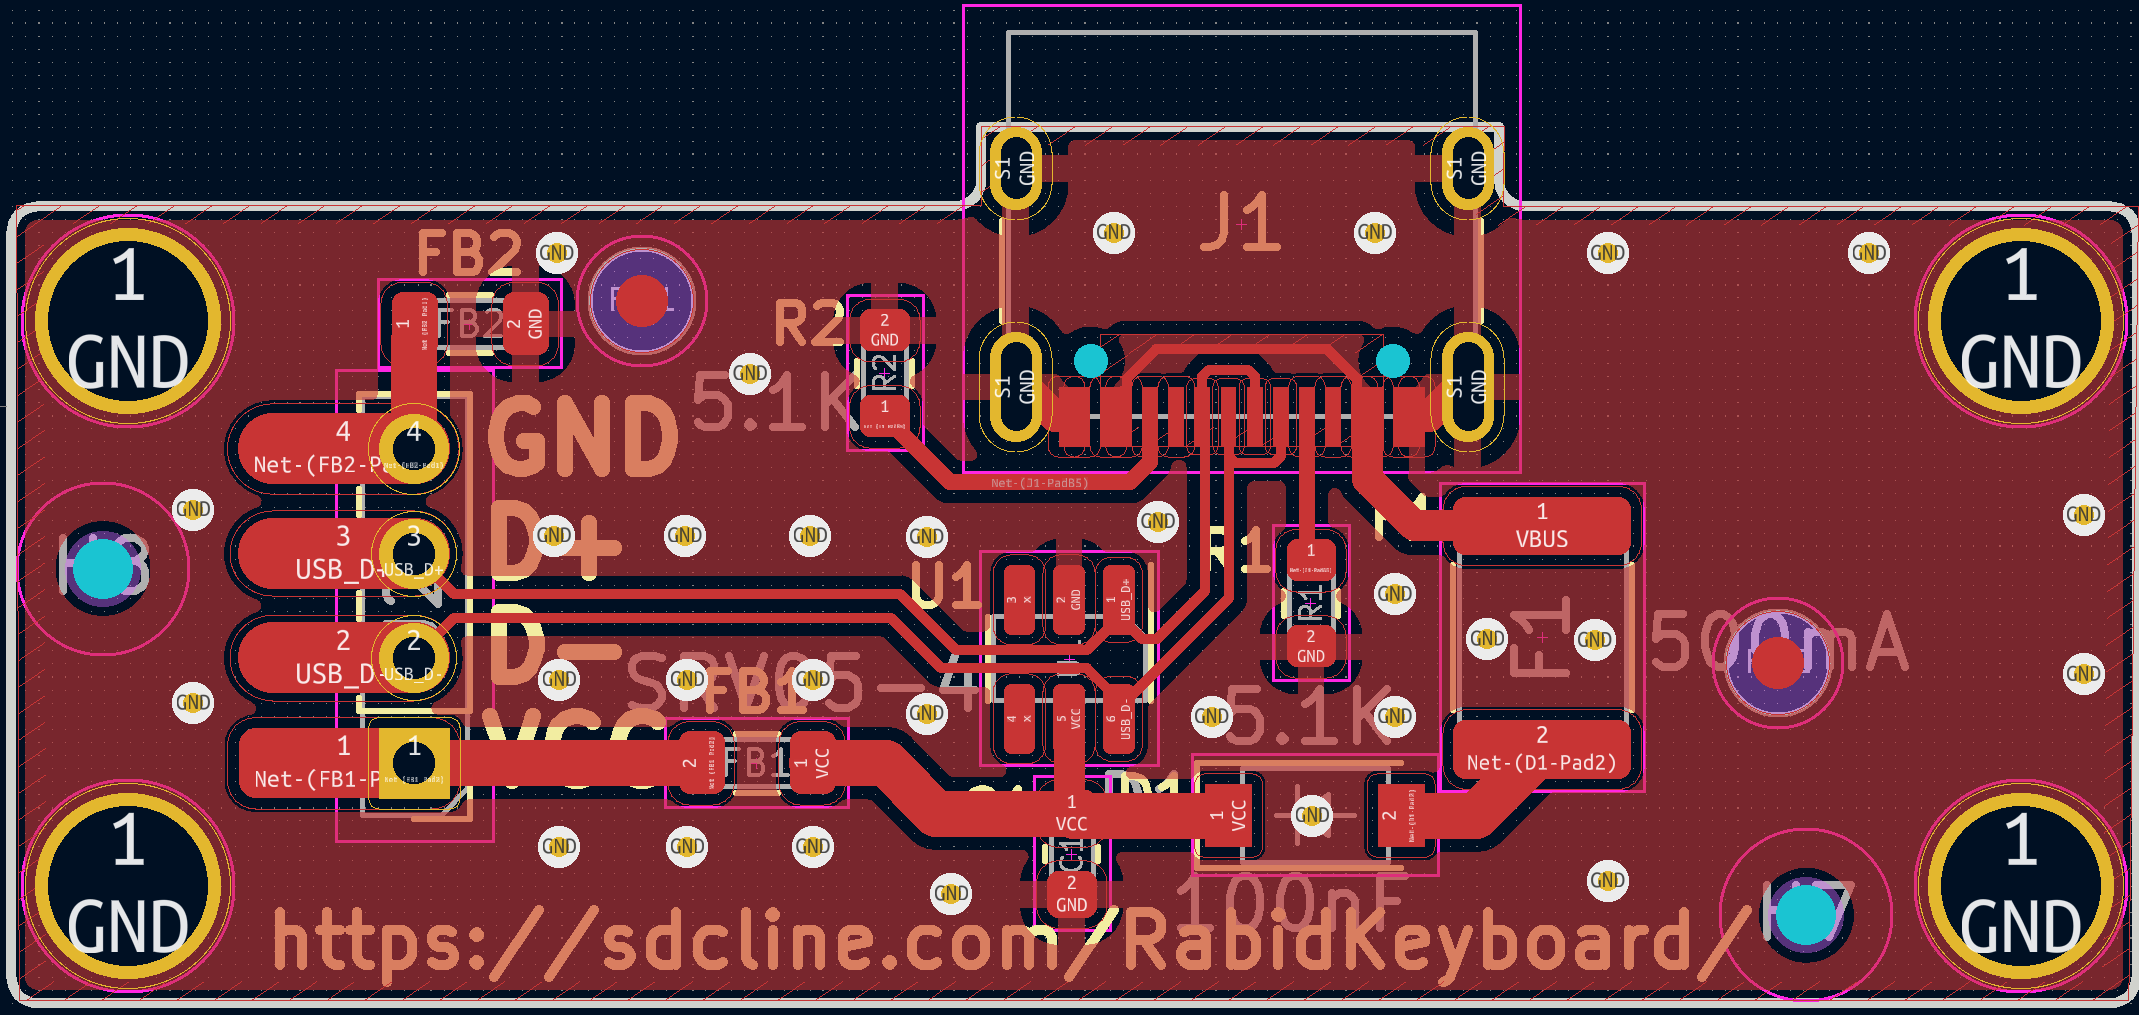 J1
S1 GND
S1 GND
1
GND
FB2
GND
1
GND
GND
GND
GND
GND
1
FB2
2
GND
R2
2
GND
R2
1
5.1K
GND
S1 GND
S1 GND
4
4
GND
Net-(J1-PadB5)
GND
D+
3
3
USB_D-
USB_D+
GND
GND
GND
GND
GND
GND
1
VBUS
H3
U1
3
x
2
GND
1
USB_D+
R1
1
R1
2
GND
GND
F1
GND
GND
500mA
D-
2
2
USB_D-
USB_D-
GND
GND
SRV05-4
GND
GND
FB1
GND
GND
4
x
5
VCC
6
USB_D-
GND
5.1K
GND
GND
VCC
1
1
2
FB1
1
VCC
2
Net-(D1-Pad2)
1
VCC
D1
1
VCC
GND
2
C1
2
GND
100nF
GND
GND
GND
GND
GND
1
GND
1
GND
H7
https://sdcline.com/RabidKeyboard/